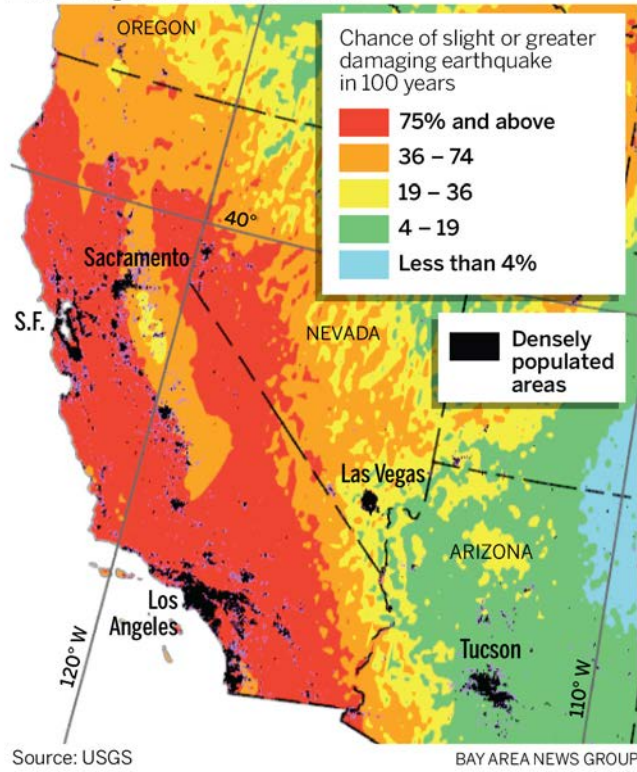 OREGON
Chance of slight or greater
damaging earthquake
in 100 years
75% and above
36 – 74
19 – 36
4 – 19
Less than 4%
40°
Sacramento
S.F.
NEVADA
Densely
populated
areas
Las Vegas
ARIZONA
Los
Angeles
Tucson
120° W
110° W
Source: USGS
BAY AREA NEWS GROUP